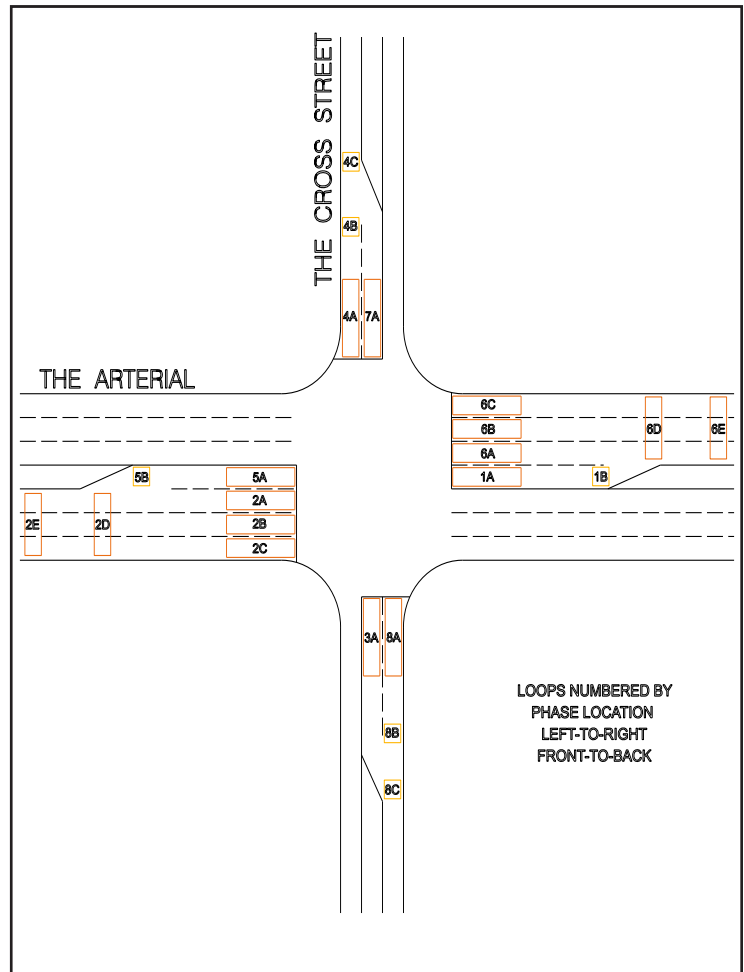 THE CROSS STREET
4C
4B
4A
7A
THE ARTERIAL
6C
6B
6D
6E
6A
5B
5A
1A
1B
2A
2E
2D
2B
2C
3A
8A
LOOPS NUMBERED BY
PHASE LOCATION
LEFT-TO-RIGHT
FRONT-TO-BACK
8B
8C